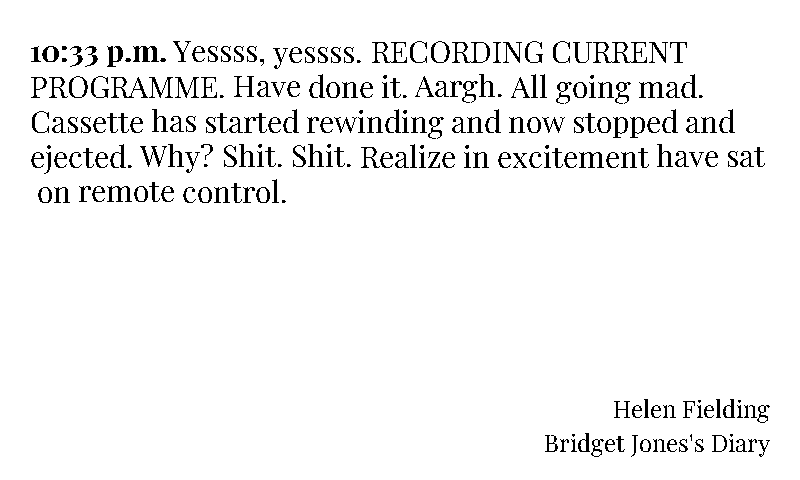 10:33 p.m. Yessss, yessss. RECORDING CURRENT
PROGRAMME. Have done it. Aargh. All going mad.
Cassette has started rewinding and now stopped and
ejected. Why? Shit. Shit. Realize in excitement have sat
on remote control.
Helen Fielding
Bridget Jones's Diary